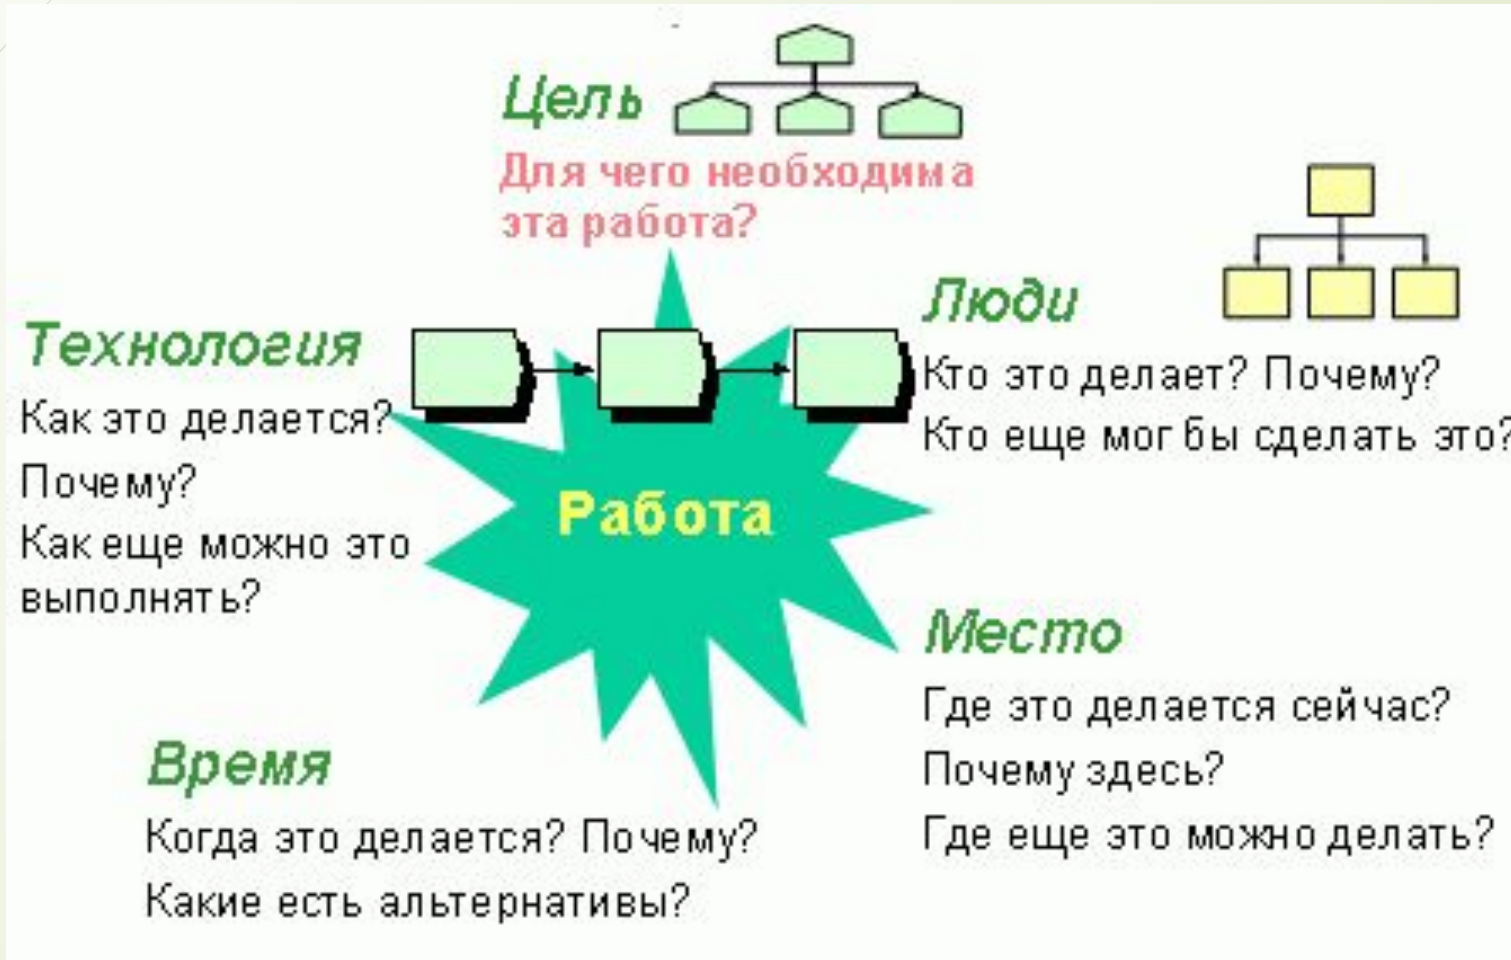 Цель
Для чего необходима
эта работа?
Люди
Кто это делает? Почему?
Кто еще мог бы сделать это?
Технология
Как это делается?
Почему?
Как еще можно это
выполнять?
Работа
Место
Где это делается сейчас?
Почему здесь?
Где еще это можно делать?
Время
Когда это делается? Почему?
Какие есть альтернативы?